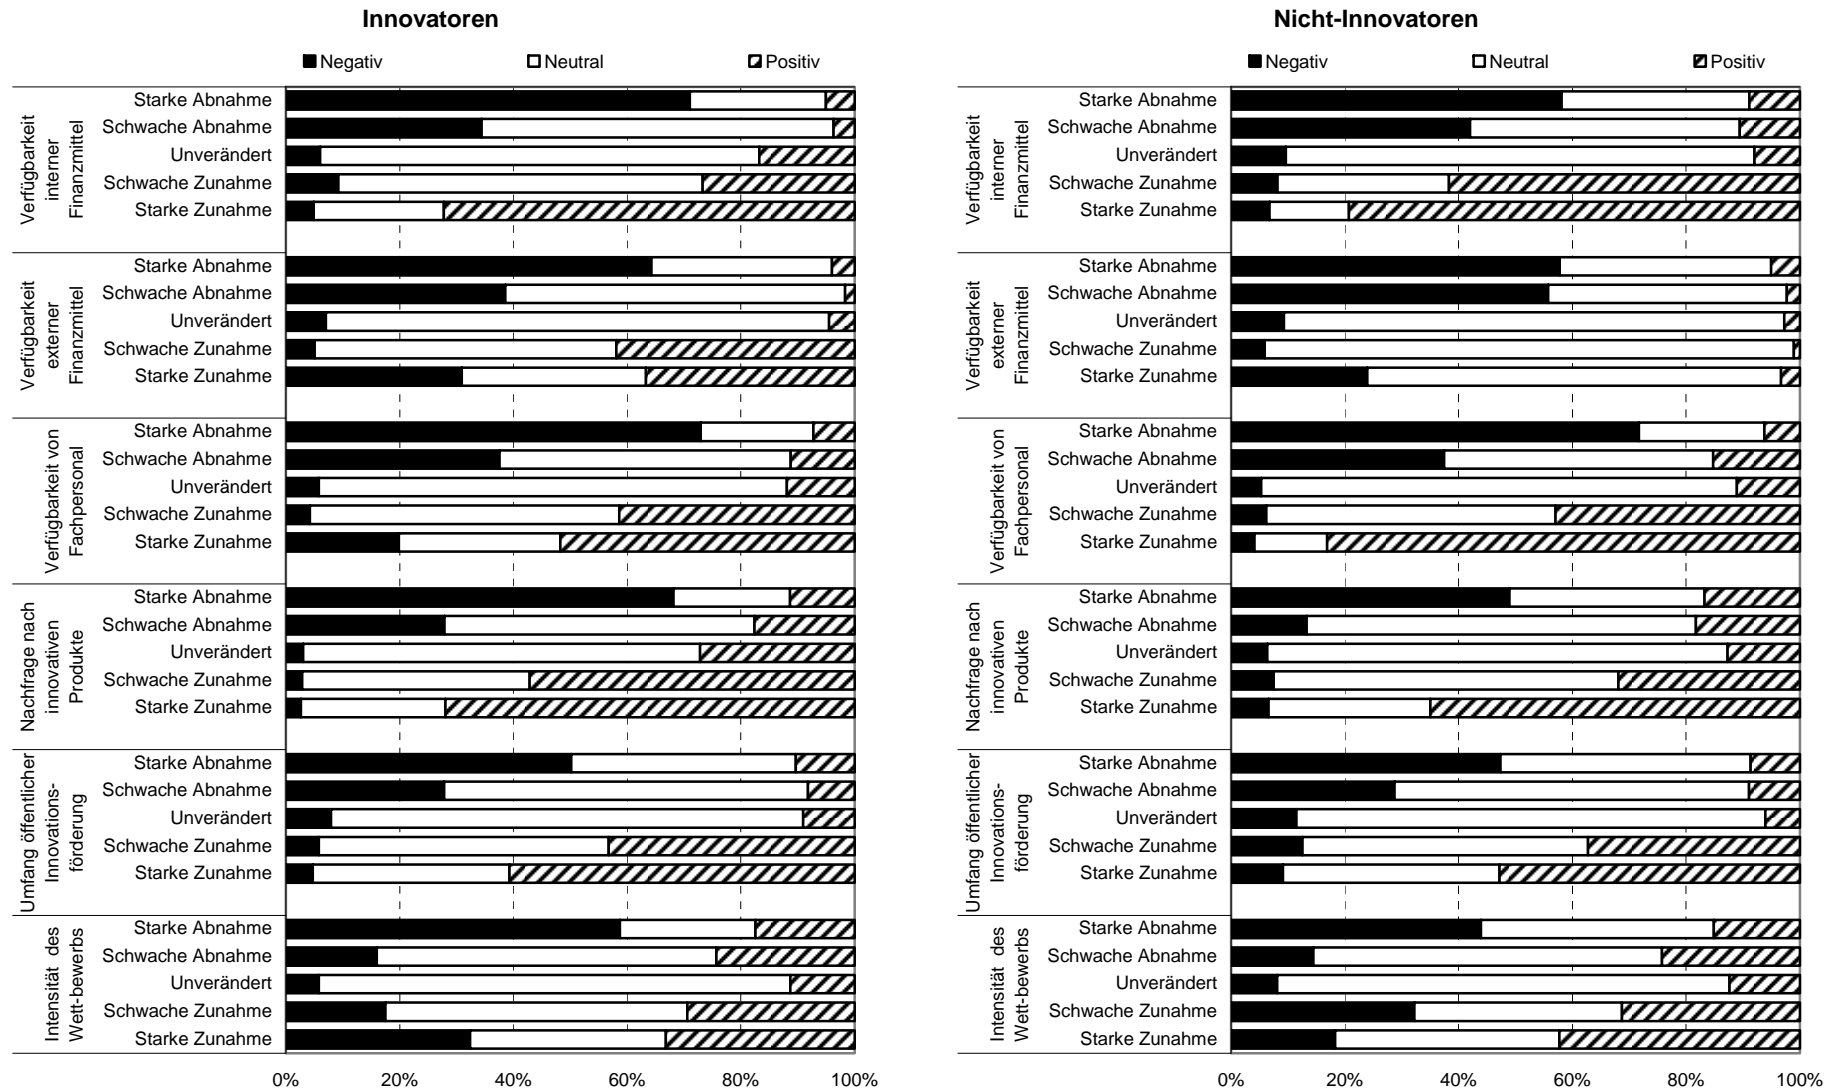 Innovatoren
Negativ Neutral Positiv
Verfügbarkeit
interner
Finanzmittel
Starke Abnahme
Schwache Abnahme
Unverändert
Schwache Zunahme
Starke Zunahme
Verfügbarkeit
externer
Finanzmittel
Starke Abnahme
Schwache Abnahme
Unverändert
Schwache Zunahme
Starke Zunahme
Verfügbarkeit von
Fachpersonal
Starke Abnahme
Schwache Abnahme
Unverändert
Schwache Zunahme
Starke Zunahme
Nachfrage nach
innovativen
Produkte
Starke Abnahme
Schwache Abnahme
Unverändert
Schwache Zunahme
Starke Zunahme
Umfang öffentlicher
Innovations-
förderung
Starke Abnahme
Schwache Abnahme
Unverändert
Schwache Zunahme
Starke Zunahme
Intensität des
Wett-bewerbs
Starke Abnahme
Schwache Abnahme
Unverändert
Schwache Zunahme
Starke Zunahme
0% 20% 40% 60% 80% 100%
Nicht-Innovatoren
Negativ Neutral Positiv
Verfügbarkeit
interner
Finanzmittel
Starke Abnahme
Schwache Abnahme
Unverändert
Schwache Zunahme
Starke Zunahme
Verfügbarkeit
externer
Finanzmittel
Starke Abnahme
Schwache Abnahme
Unverändert
Schwache Zunahme
Starke Zunahme
Verfügbarkeit von
Fachpersonal
Starke Abnahme
Schwache Abnahme
Unverändert
Schwache Zunahme
Starke Zunahme
Nachfrage nach
innovativen
Produkte
Starke Abnahme
Schwache Abnahme
Unverändert
Schwache Zunahme
Starke Zunahme
Umfang öffentlicher
Innovations-
förderung
Starke Abnahme
Schwache Abnahme
Unverändert
Schwache Zunahme
Starke Zunahme
Intensität des
Wett-bewerbs
Starke Abnahme
Schwache Abnahme
Unverändert
Schwache Zunahme
Starke Zunahme
0% 20% 40% 60% 80% 100%